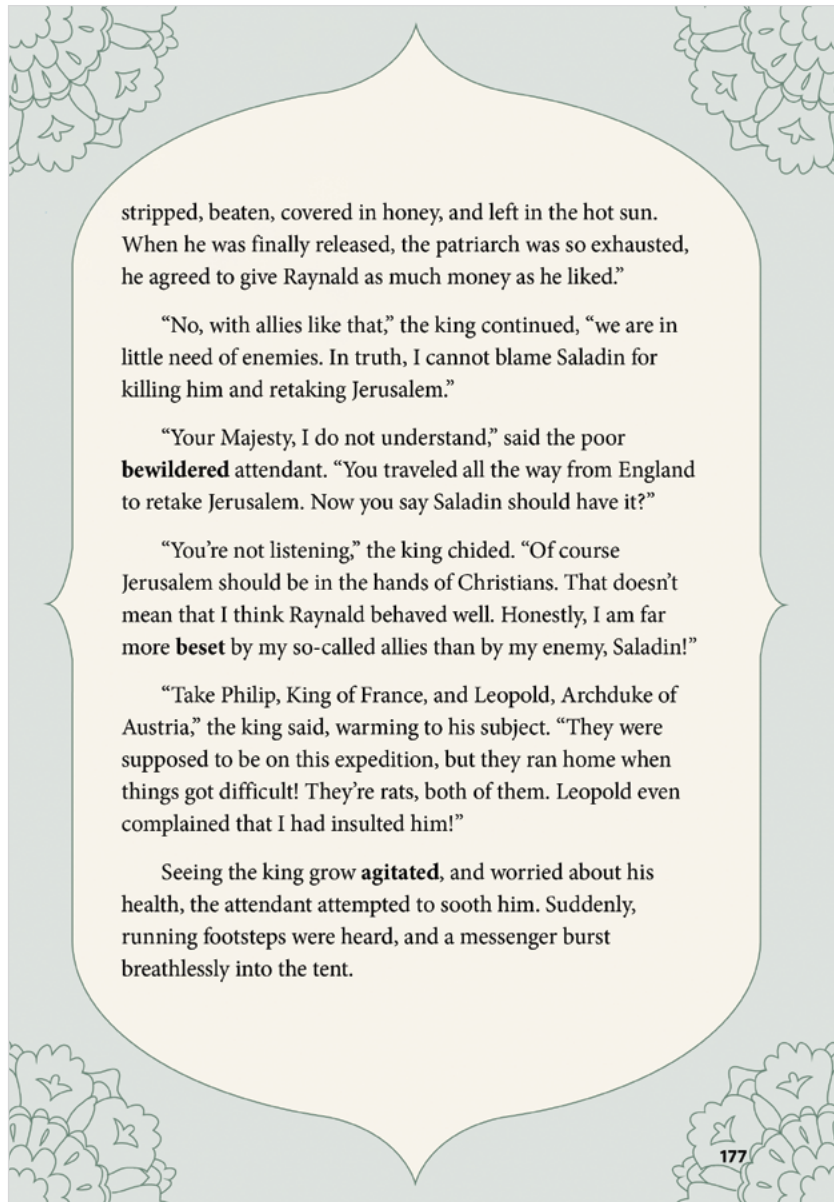 stripped, beaten, covered in honey, and left in the hot sun.
When he was finally released, the patriarch was so exhausted,
he agreed to give Raynald as much money as he liked.”
“No, with allies like that,” the king continued, “we are in
little need of enemies. In truth, I cannot blame Saladin for
killing him and retaking Jerusalem.”
“Your Majesty, I do not understand,” said the poor
bewildered attendant. “You traveled all the way from England
to retake Jerusalem. Now you say Saladin should have it?”
“You’re not listening,” the king chided. “Of course
Jerusalem should be in the hands of Christians. That doesn’t
mean that I think Raynald behaved well. Honestly, I am far
more beset by my so-called allies than by my enemy, Saladin!”
“Take Philip, King of France, and Leopold, Archduke of
Austria,” the king said, warming to his subject. “They were
supposed to be on this expedition, but they ran home when
things got difficult! They’re rats, both of them. Leopold even
complained that I had insulted him!”
Seeing the king grow agitated, and worried about his
health, the attendant attempted to sooth him. Suddenly,
running footsteps were heard, and a messenger burst
breathlessly into the tent.
177